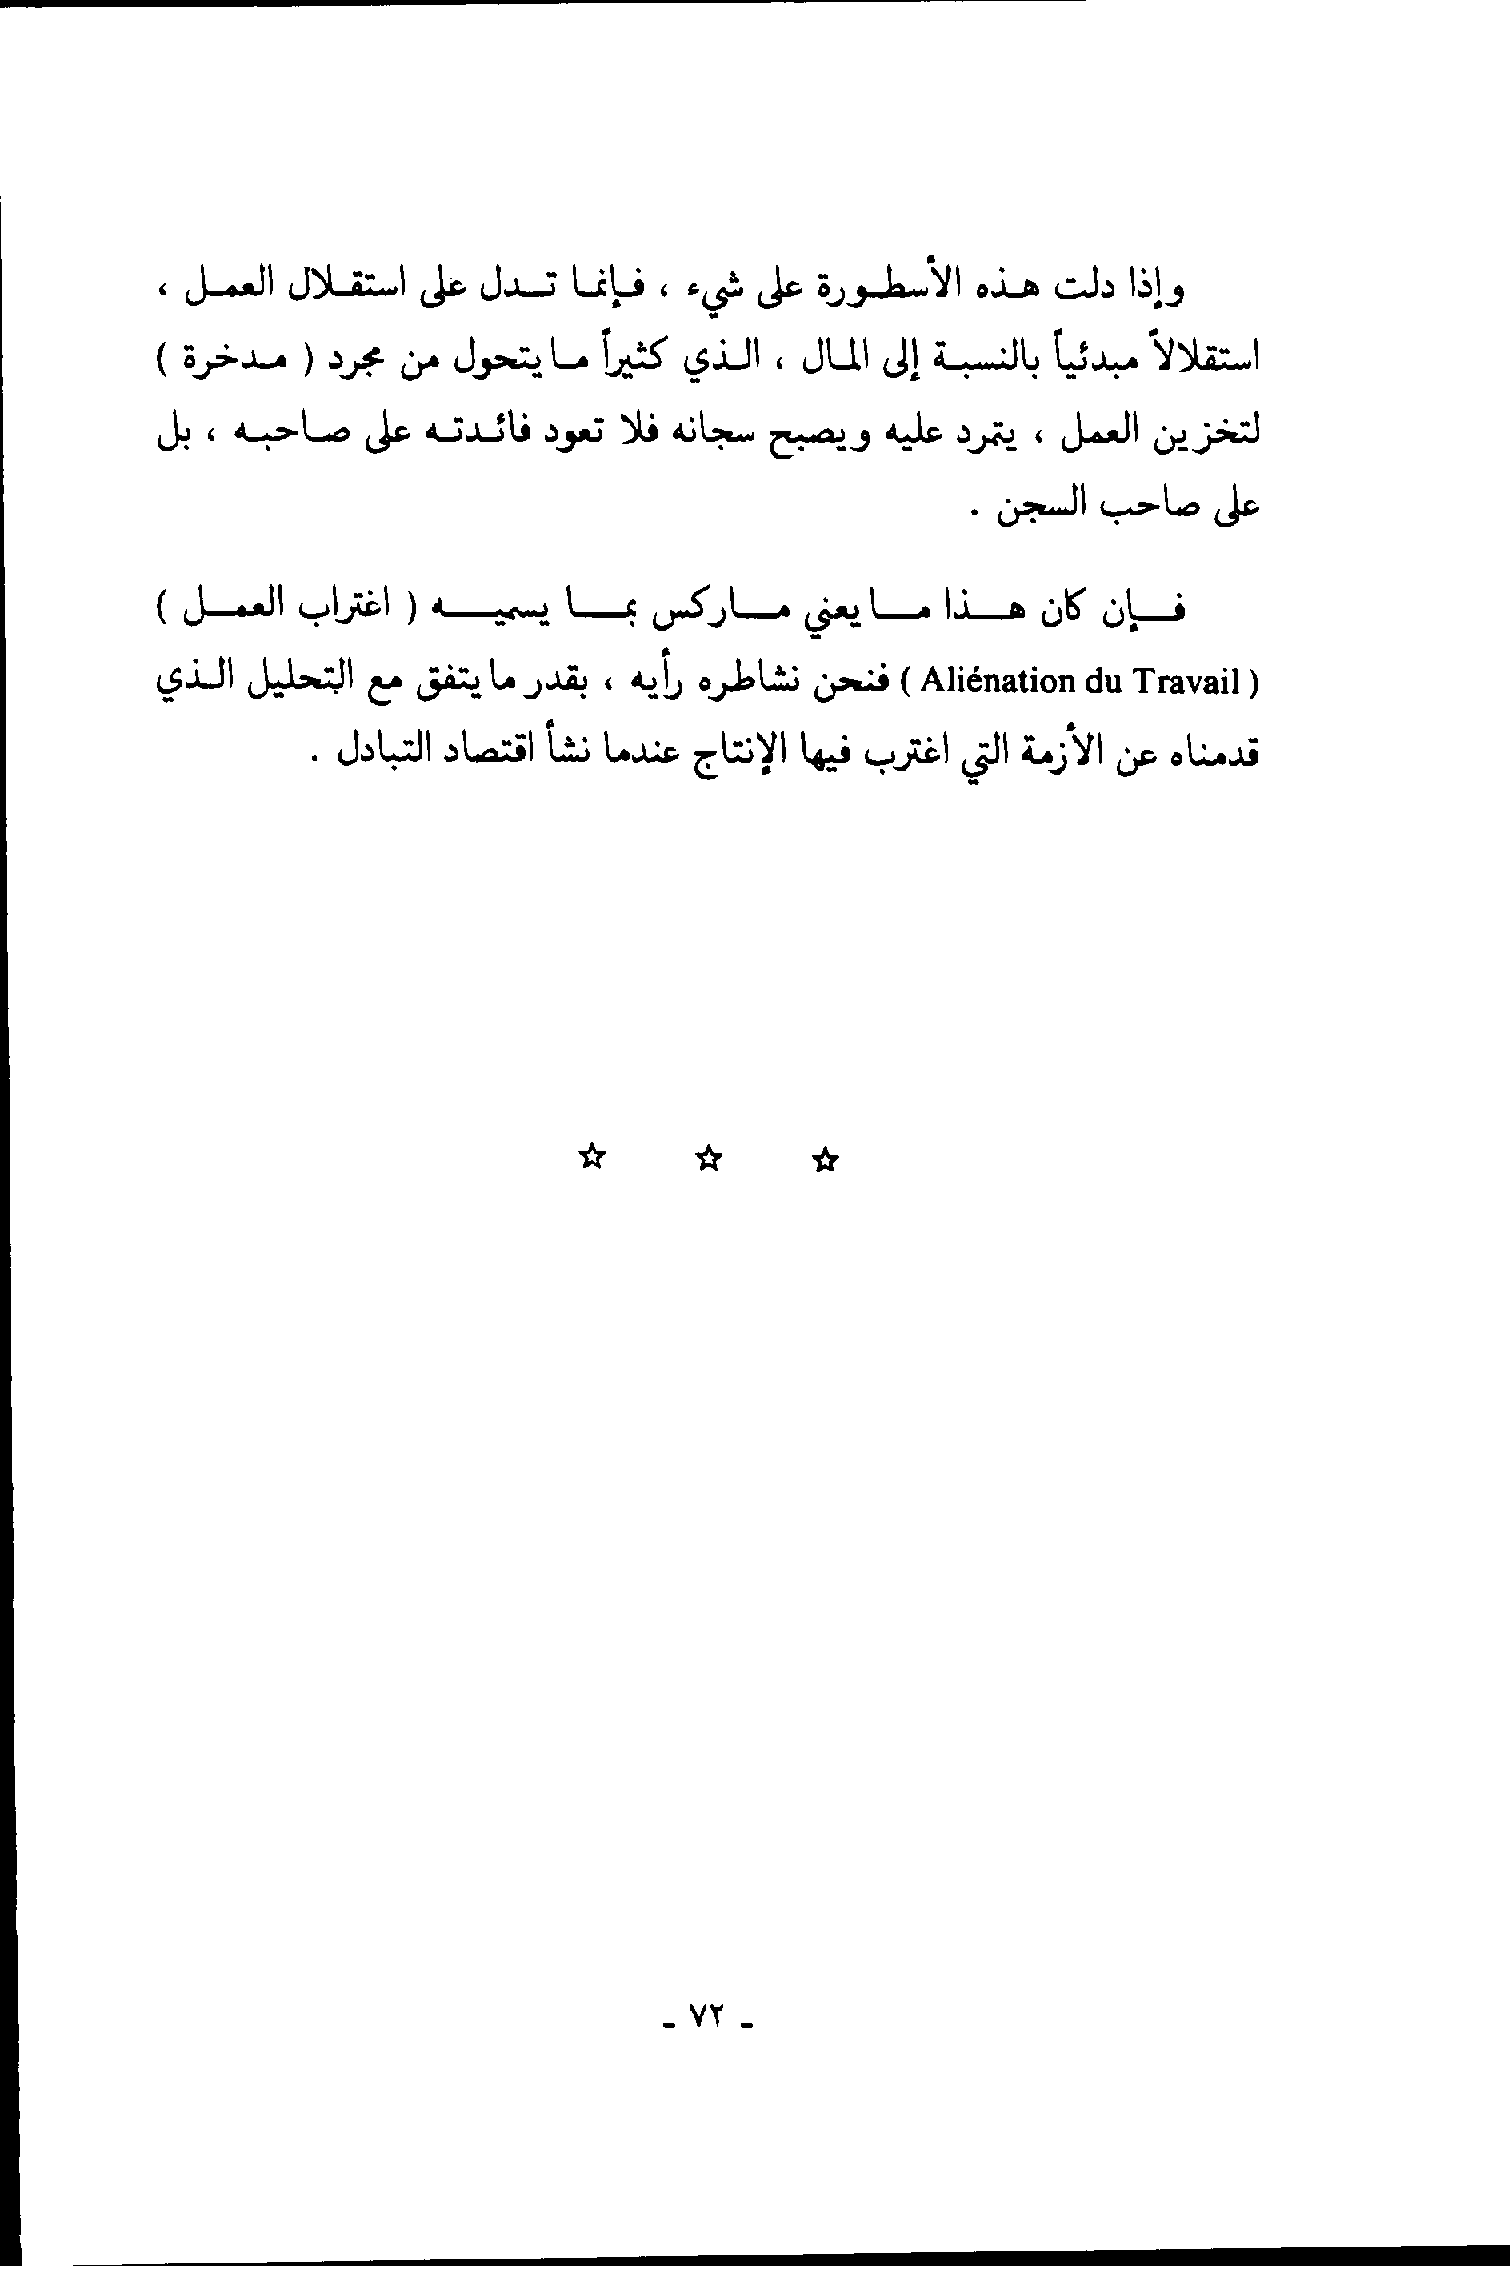 وإذا دلت هذه الأسطورة على شيء ، فإنما تدل على استقلال العمل ،
استقلالاً مبدئياً بالنسبة إلى المال ، الذي كثيراً ما يتحول من مجرد ( مدخرة )
لتخزين العمل ، يتمرد عليه ويصبح سجانه فلا تعود فائدته على صاحبه ، بل
على صاحب السجن .
فإن كان هذا ما يعني ماركس بما يسميه ( اغتراب العمل )
( Aliénation du Travail ) فنحن نشاطره رأيه ، بقدر ما يتفق مع التحليل الذي
قدمناه عن الأزمة التي اغترب فيها الإنتاج عندما نشأ اقتصاد التبادل .
☆ ☆ ☆
- ٧٢ -